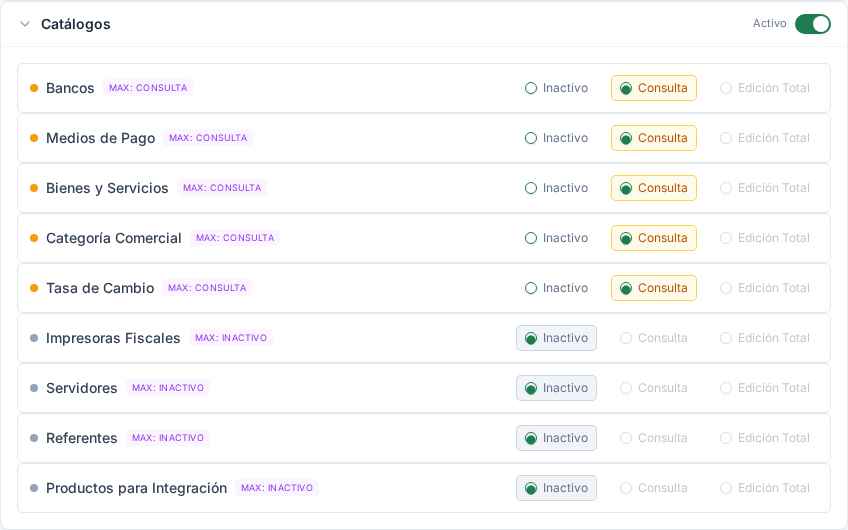 Catálogos Activo
Bancos MAX: CONSULTA Inactivo Consulta Edición Total
Medios de Pago MAX: CONSULTA Inactivo Consulta Edición Total
Bienes y Servicios MAX: CONSULTA Inactivo Consulta Edición Total
Categoría Comercial MAX: CONSULTA Inactivo Consulta Edición Total
Tasa de Cambio MAX: CONSULTA Inactivo Consulta Edición Total
Impresoras Fiscales MAX: INACTIVO Inactivo Consulta Edición Total
Servidores MAX: INACTIVO Inactivo Consulta Edición Total
Referentes MAX: INACTIVO Inactivo Consulta Edición Total
Productos para Integración MAX: INACTIVO Inactivo Consulta Edición Total